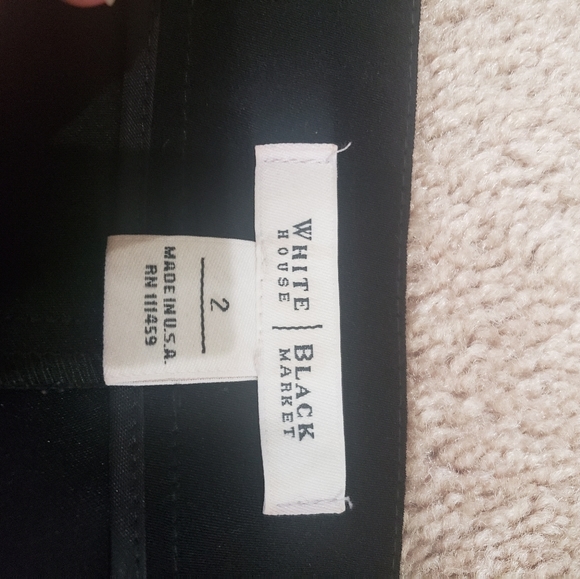 WHITE | BLACK
HOUSE MARKET
2
MADE IN U.S.A.
RN 111459